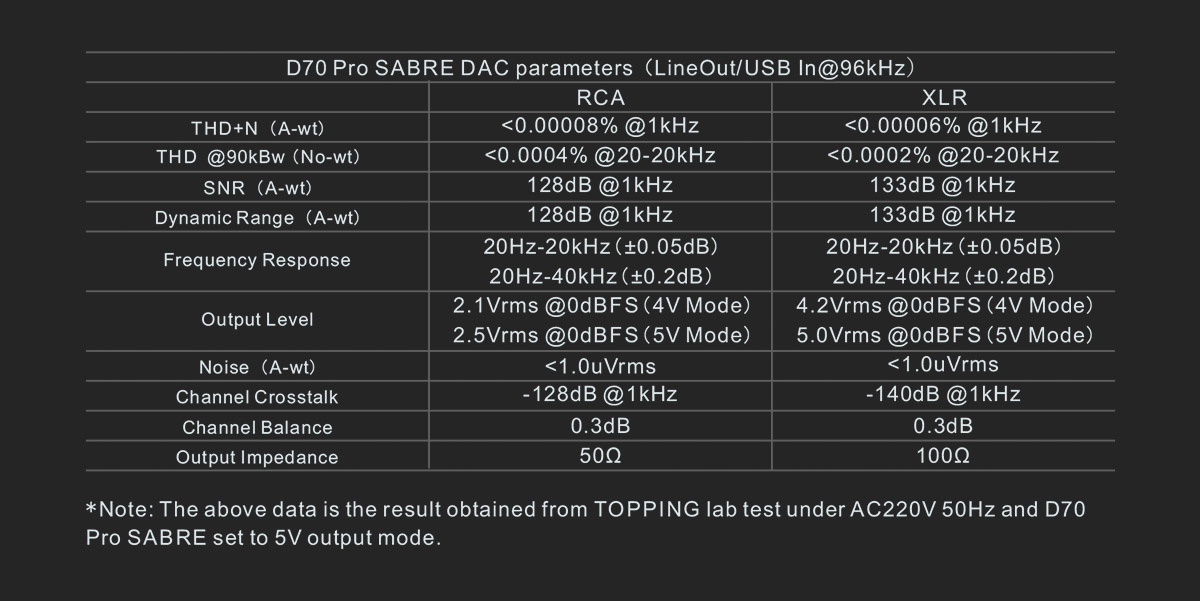 D70 Pro SABRE DAC parameters（LineOut/USB In@96kHz）
RCA XLR
THD+N（A-wt） <0.00008% @1kHz <0.00006% @1kHz
THD @90kBw（No-wt） <0.0004% @20-20kHz <0.0002% @20-20kHz
SNR（A-wt） 128dB @1kHz 133dB @1kHz
Dynamic Range（A-wt） 128dB @1kHz 133dB @1kHz
Frequency Response 20Hz-20kHz（±0.05dB） 20Hz-20kHz（±0.05dB）
20Hz-40kHz（±0.2dB） 20Hz-40kHz（±0.2dB）
Output Level 2.1Vrms @0dBFS（4V Mode） 4.2Vrms @0dBFS（4V Mode）
2.5Vrms @0dBFS（5V Mode） 5.0Vrms @0dBFS（5V Mode）
Noise（A-wt） <1.0uVrms <1.0uVrms
Channel Crosstalk -128dB @1kHz -140dB @1kHz
Channel Balance 0.3dB 0.3dB
Output Impedance 50Ω 100Ω
*Note: The above data is the result obtained from TOPPING lab test under AC220V 50Hz and D70
Pro SABRE set to 5V output mode.